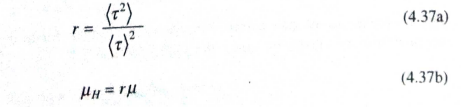 r = ⟨τ²⟩ / ⟨τ⟩² (4.37a)
μ_H = rμ (4.37b)